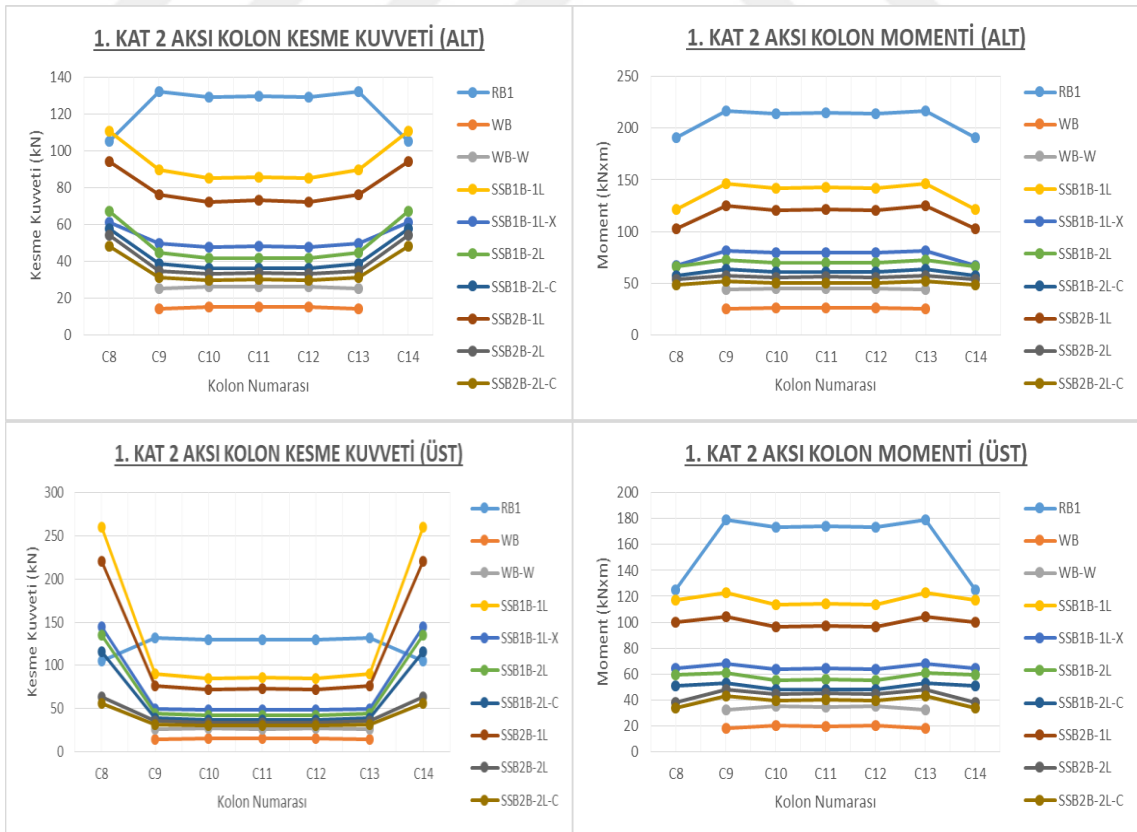 1. KAT 2 AKSI KOLON KESME KUVVETİ (ALT)
Kesme Kuvveti (kN)
140
120
100
80
60
40
20
0
C8 C9 C10 C11 C12 C13 C14
Kolon Numarası
RB1
WB
WB-W
SSB1B-1L
SSB1B-1L-X
SSB1B-2L
SSB1B-2L-C
SSB2B-1L
SSB2B-2L
SSB2B-2L-C
1. KAT 2 AKSI KOLON MOMENTİ (ALT)
Moment (kNxm)
250
200
150
100
50
0
C8 C9 C10 C11 C12 C13 C14
Kolon Numarası
RB1
WB
WB-W
SSB1B-1L
SSB1B-1L-X
SSB1B-2L
SSB1B-2L-C
SSB2B-1L
SSB2B-2L
SSB2B-2L-C
1. KAT 2 AKSI KOLON KESME KUVVETİ (ÜST)
Kesme Kuvveti (kN)
300
250
200
150
100
50
0
C8 C9 C10 C11 C12 C13 C14
Kolon Numarası
RB1
WB
WB-W
SSB1B-1L
SSB1B-1L-X
SSB1B-2L
SSB1B-2L-C
SSB2B-1L
SSB2B-2L
SSB2B-2L-C
1. KAT 2 AKSI KOLON MOMENTİ (ÜST)
Moment (kNxm)
200
180
160
140
120
100
80
60
40
20
0
C8 C9 C10 C11 C12 C13 C14
Kolon Numarası
RB1
WB
WB-W
SSB1B-1L
SSB1B-1L-X
SSB1B-2L
SSB1B-2L-C
SSB2B-1L
SSB2B-2L
SSB2B-2L-C